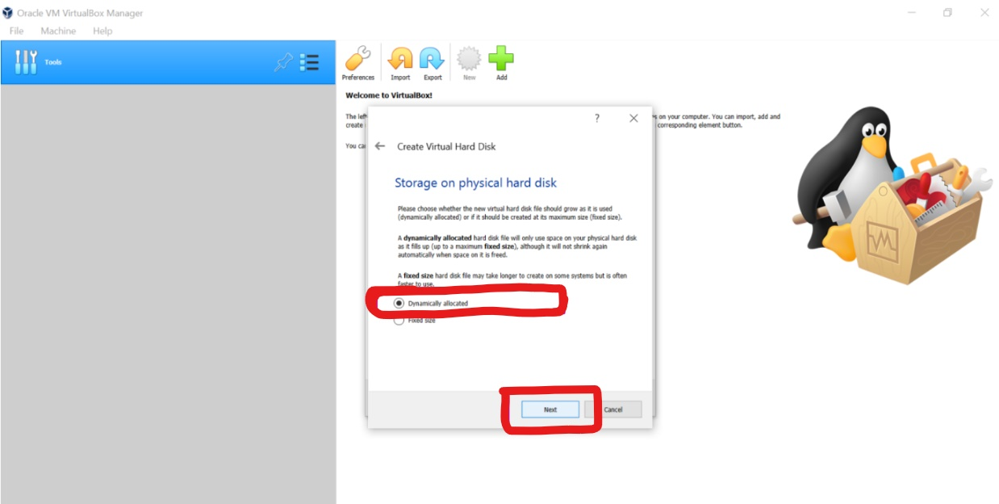 Oracle VM VirtualBox Manager
File Machine Help
Tools
Preferences Import Export New Add
Welcome to VirtualBox!
The left
s on your computer. You can import, add and
create
corresponding element button.
You ca
? 
Create Virtual Hard Disk
Storage on physical hard disk
Please choose whether the new virtual hard disk file should grow as it is used
(dynamically allocated) or if it should be created at its maximum size (fixed size).
A dynamically allocated hard disk file will only use space on your physical hard disk
as it fills up (up to a maximum fixed size), although it will not shrink again
automatically when space on it is freed.
A fixed size hard disk file may take longer to create on some systems but is often
faster to use.
Dynamically allocated
Fixed size
Next Cancel